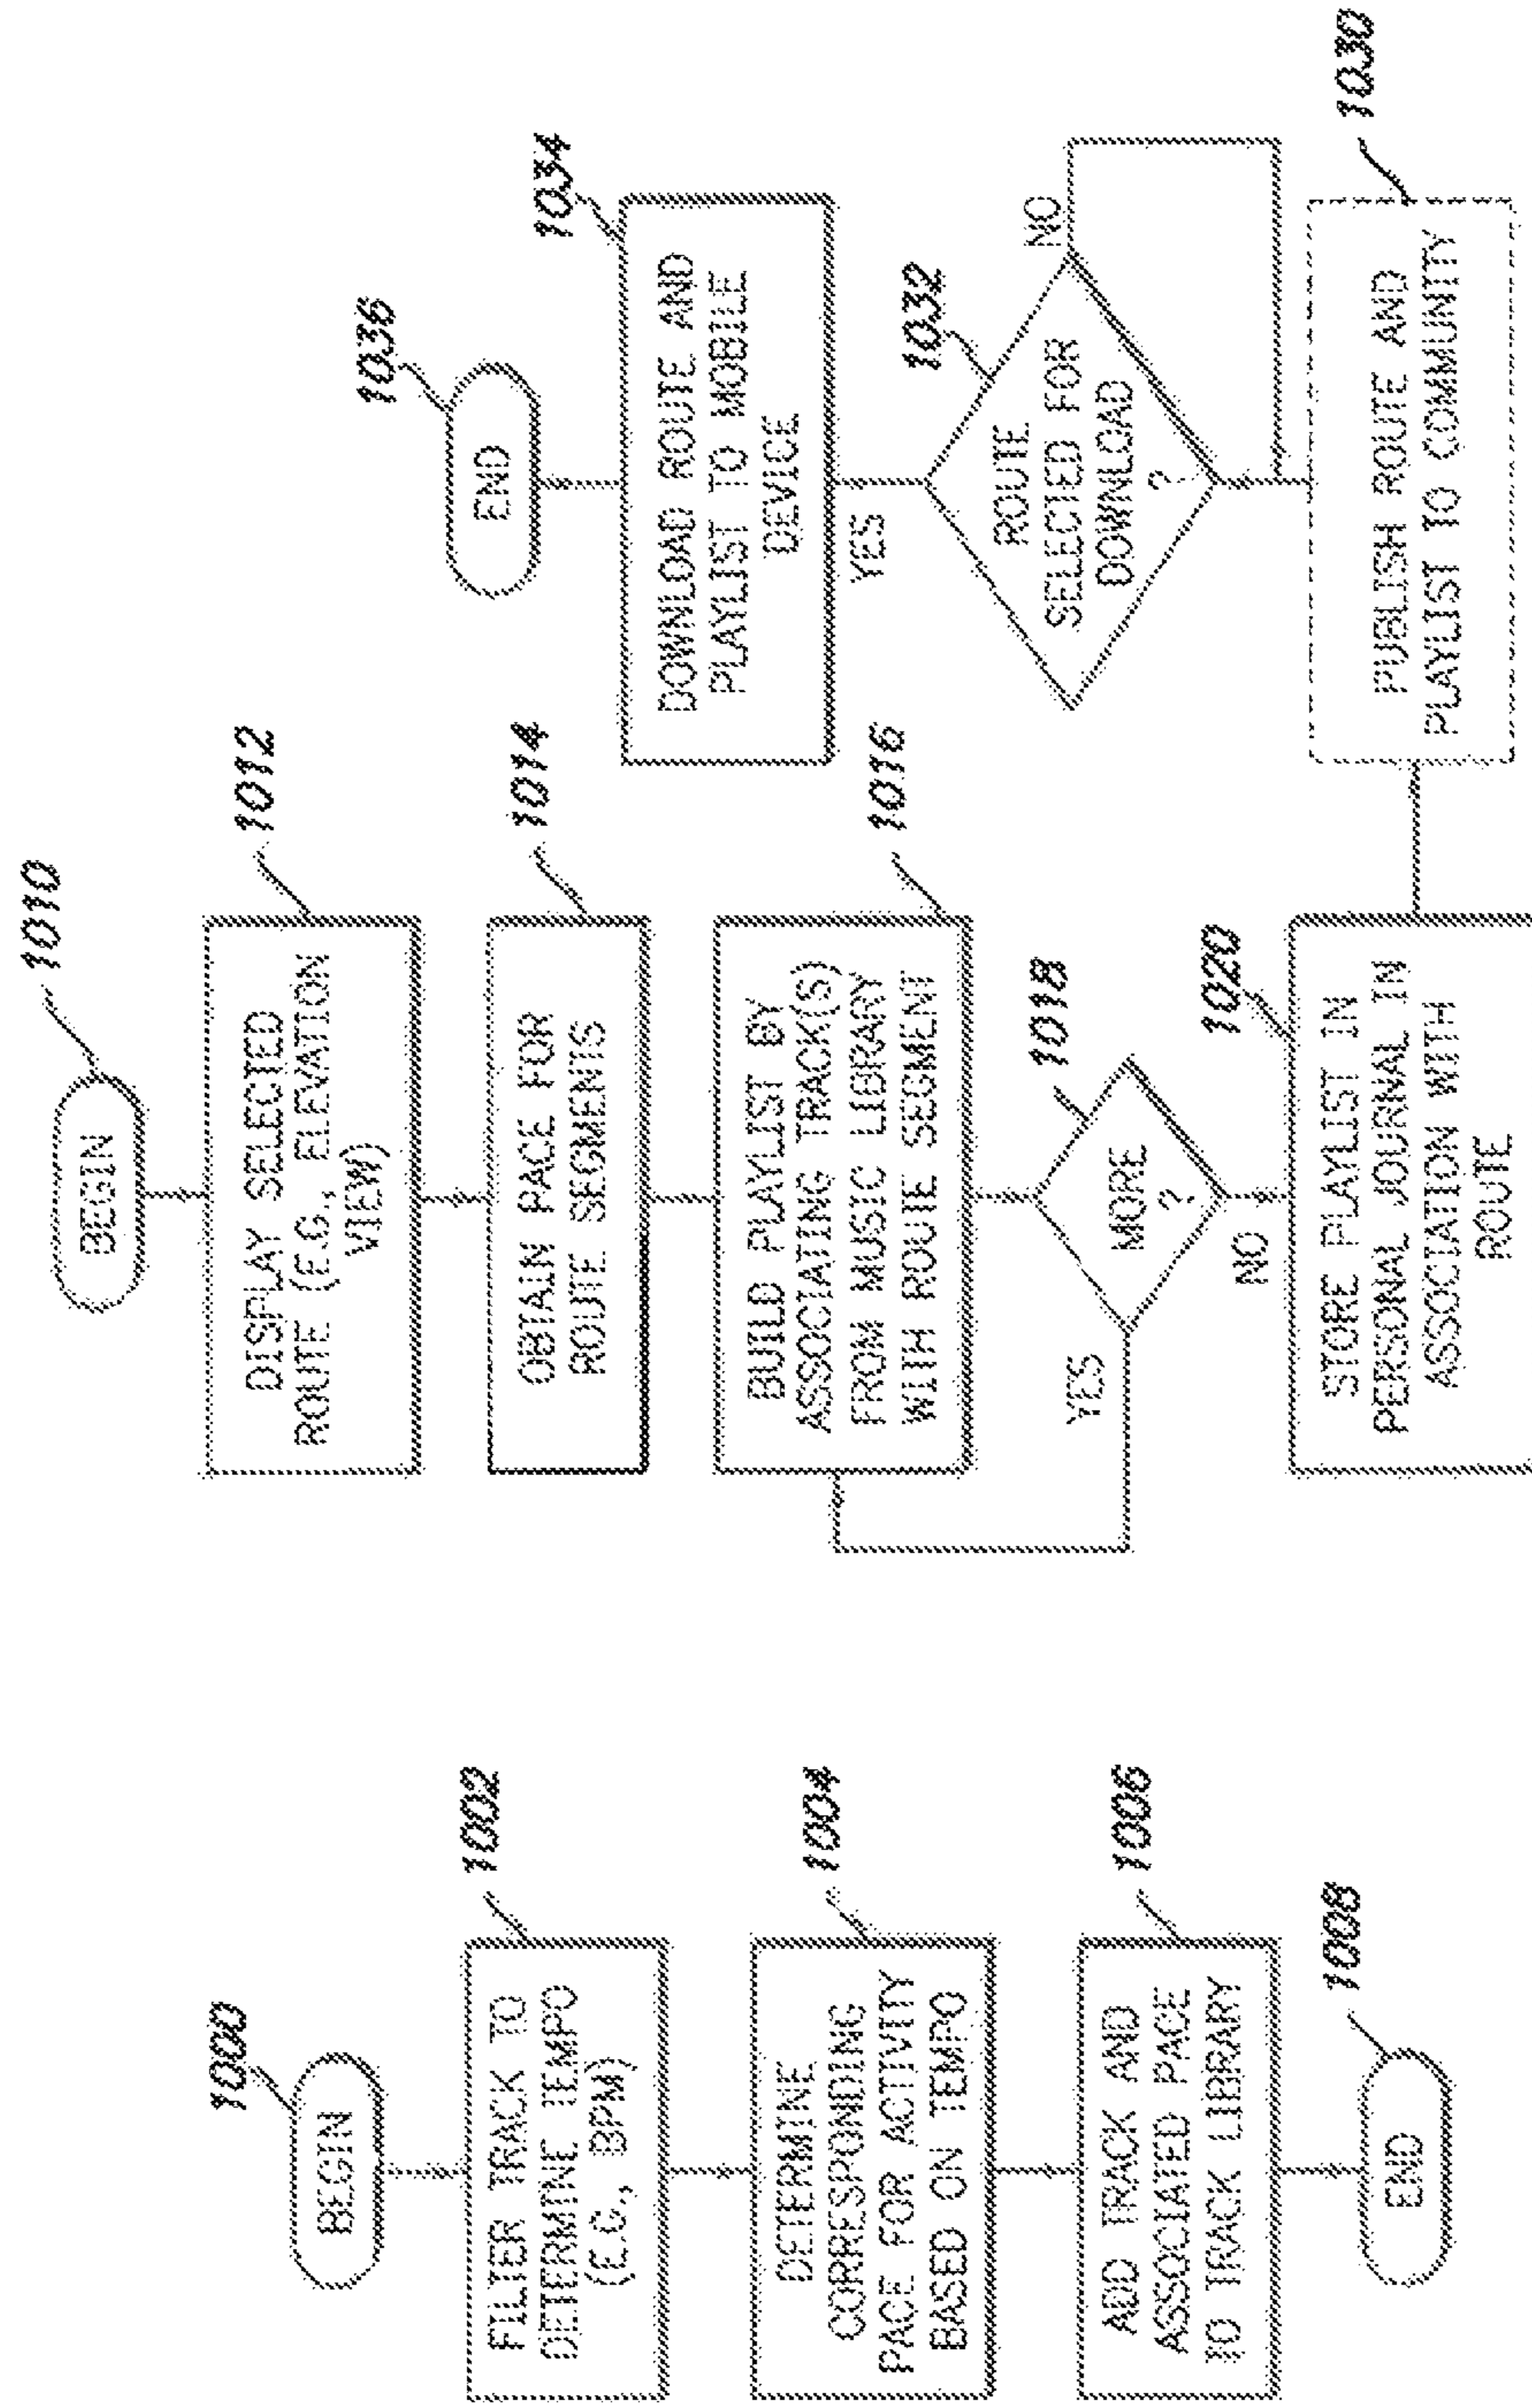 1000
BEGIN
1002
FILTER TRACK TO
DETERMINE TEMPO
(E.G., BPM)
1004
DETERMINE
CORRESPONDING
PACE FOR ACTIVITY
BASED ON TEMPO
1006
ADD TRACK AND
ASSOCIATED PACE
TO TRACK LIBRARY
1008
END
1010
BEGIN
1012
DISPLAY SELECTED
ROUTE (E.G., ELEVATION
VIEW)
1014
OBTAIN PACE FOR
ROUTE SEGMENTS
1016
BUILD PLAYLIST BY
ASSOCIATING TRACK(S)
FROM MUSIC LIBRARY
WITH ROUTE SEGMENT
1018
MORE
?
YES
NO
1020
STORE PLAYLIST IN
PERSONAL JOURNAL IN
ASSOCIATION WITH
ROUTE
1036
END
1034
DOWNLOAD ROUTE AND
PLAYLIST TO MOBILE
DEVICE
YES
1032
ROUTE
SELECTED FOR
DOWNLOAD
?
NO
1030
PUBLISH ROUTE AND
PLAYLIST TO COMMUNITY